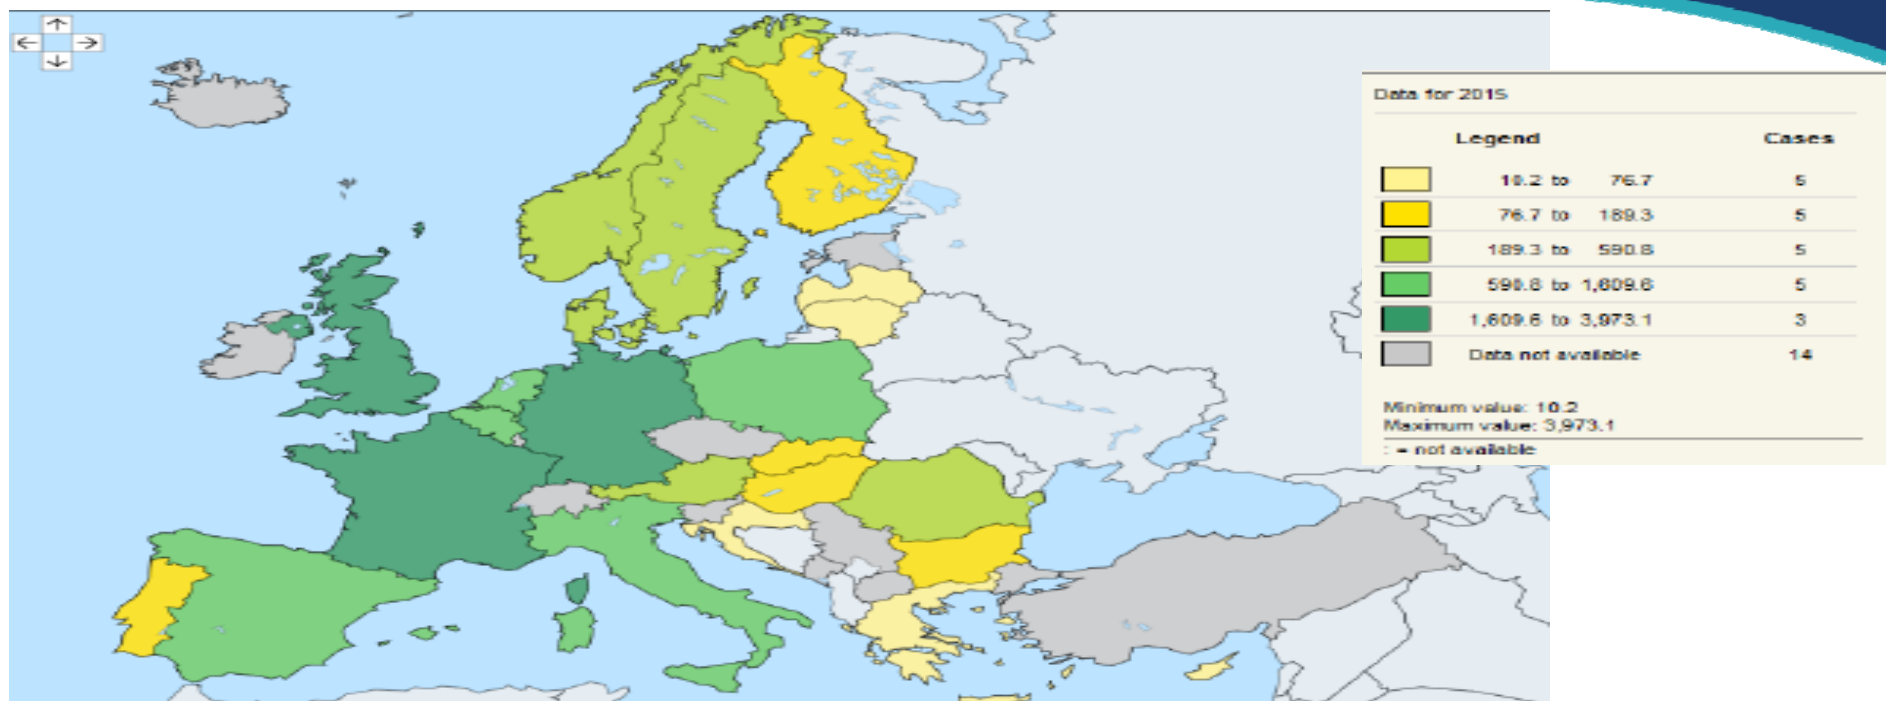 Data for 2015
Legend Cases
10.2 to 76.7 5
76.7 to 189.3 5
189.3 to 590.8 5
590.8 to 1,609.6 5
1,609.6 to 3,973.1 3
Data not available 14
Minimum value: 10.2
Maximum value: 3,973.1
: = not available